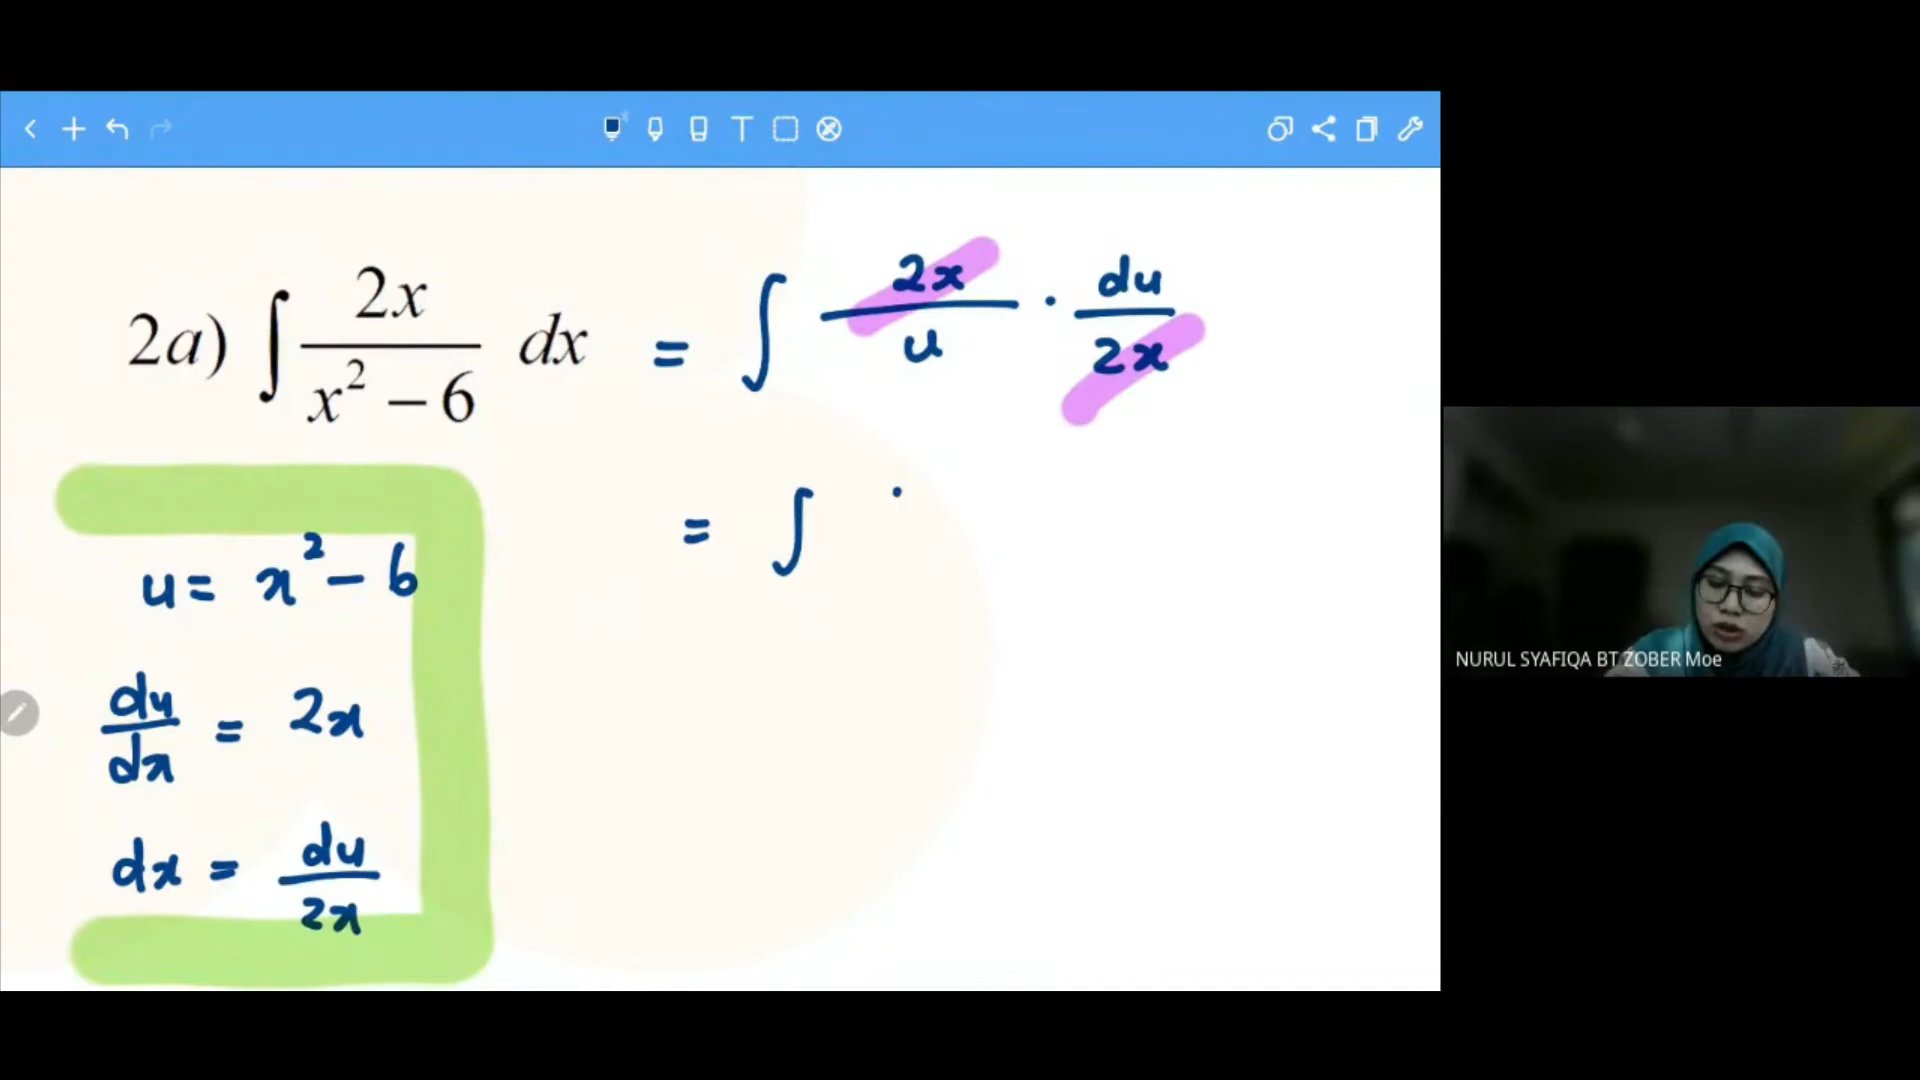 2a) ∫ 2x / (x² − 6) dx = ∫ 2x / u · du / 2x
= ∫
u = x² − 6
du/dx = 2x
dx = du/2x
NURUL SYAFIQA BT ZOBER Moe